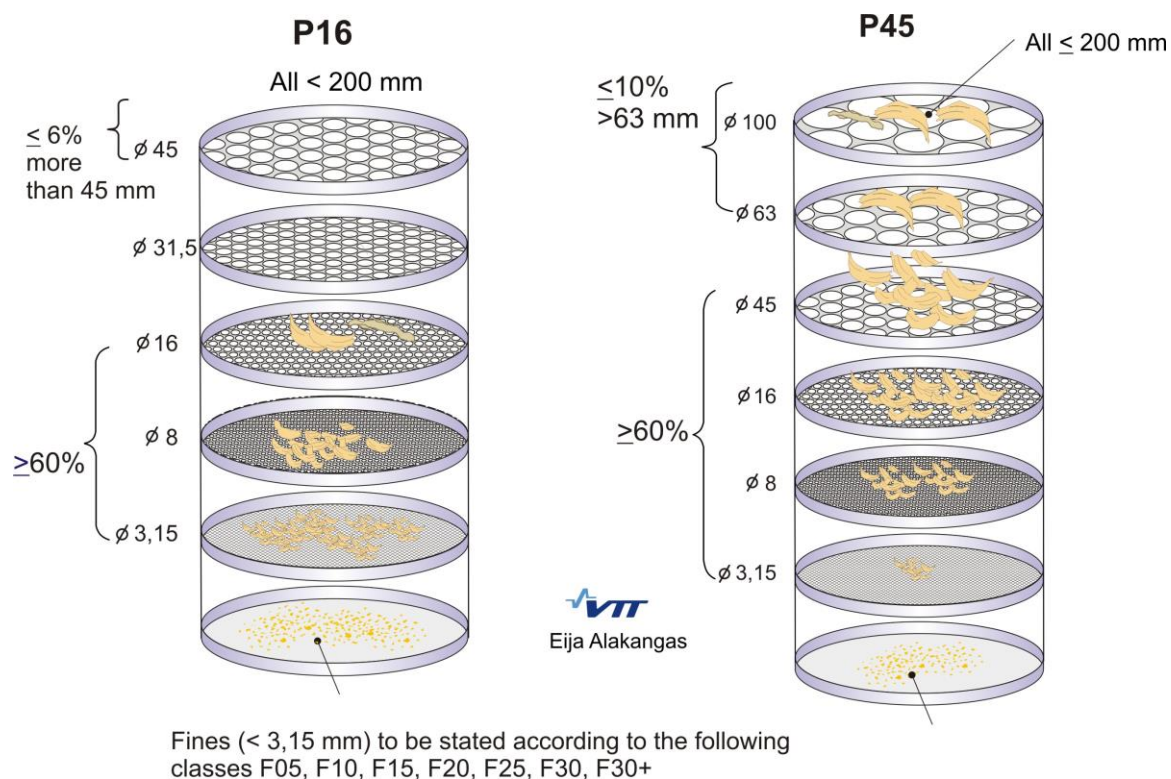 P16
All < 200 mm
≤ 6%
more
than 45 mm
ø 45
ø 31,5
ø 16
ø 8
≥60%
ø 3,15
P45
All ≤ 200 mm
≤10%
>63 mm
ø 100
ø 63
ø 45
ø 16
≥60%
ø 8
ø 3,15
VTT
Eija Alakangas
Fines (< 3,15 mm) to be stated according to the following
classes F05, F10, F15, F20, F25, F30, F30+